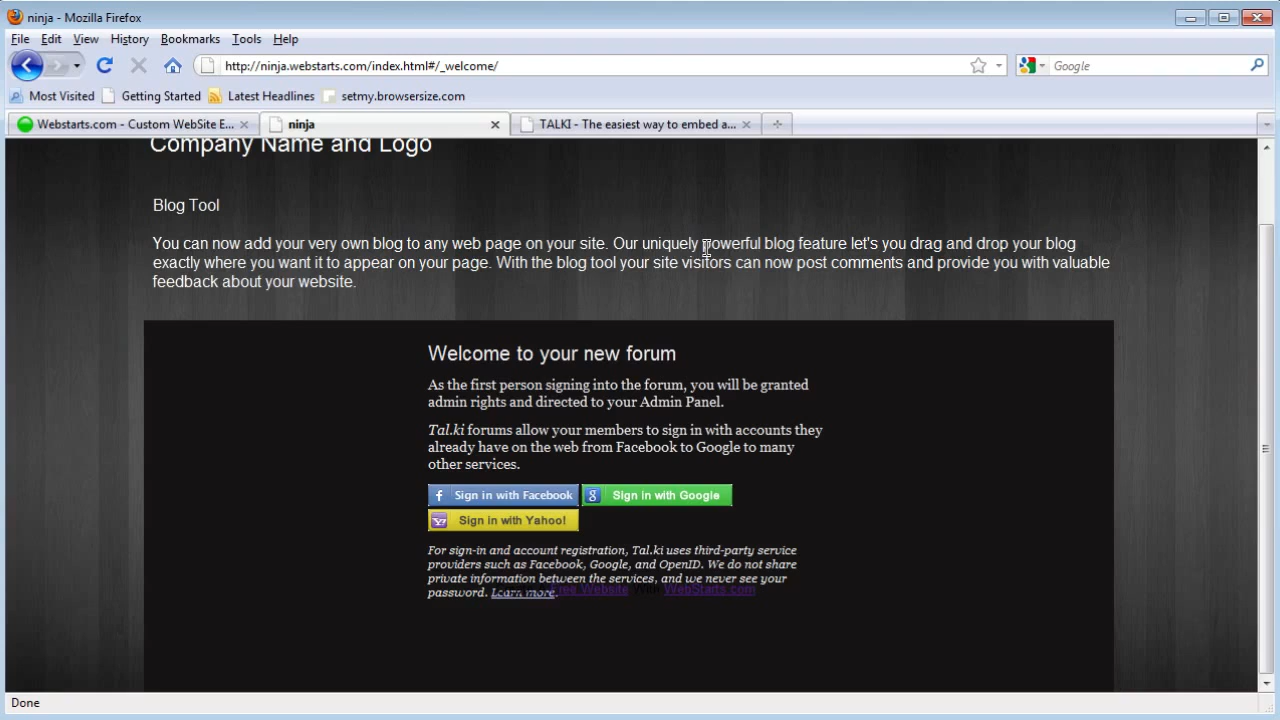 ninja - Mozilla Firefox
File Edit View History Bookmarks Tools Help
http://ninja.webstarts.com/index.html#/_welcome/
Google
Most Visited Getting Started Latest Headlines setmy.browsersize.com
Webstarts.com - Custom WebSite E... ninja TALKI - The easiest way to embed a...
Company Name and Logo
Blog Tool
You can now add your very own blog to any web page on your site. Our uniquely powerful blog feature let's you drag and drop your blog
exactly where you want it to appear on your page. With the blog tool your site visitors can now post comments and provide you with valuable
feedback about your website.
Welcome to your new forum
As the first person signing into the forum, you will be granted
admin rights and directed to your Admin Panel.
Tal.ki forums allow your members to sign in with accounts they
already have on the web from Facebook to Google to many
other services.
f Sign in with Facebook g Sign in with Google
Y! Sign in with Yahoo!
For sign-in and account registration, Tal.ki uses third-party service
providers such as Facebook, Google, and OpenID. We do not share
private information between the services, and we never see your
password. Learn more.
Free Website With WebStarts.com
Done